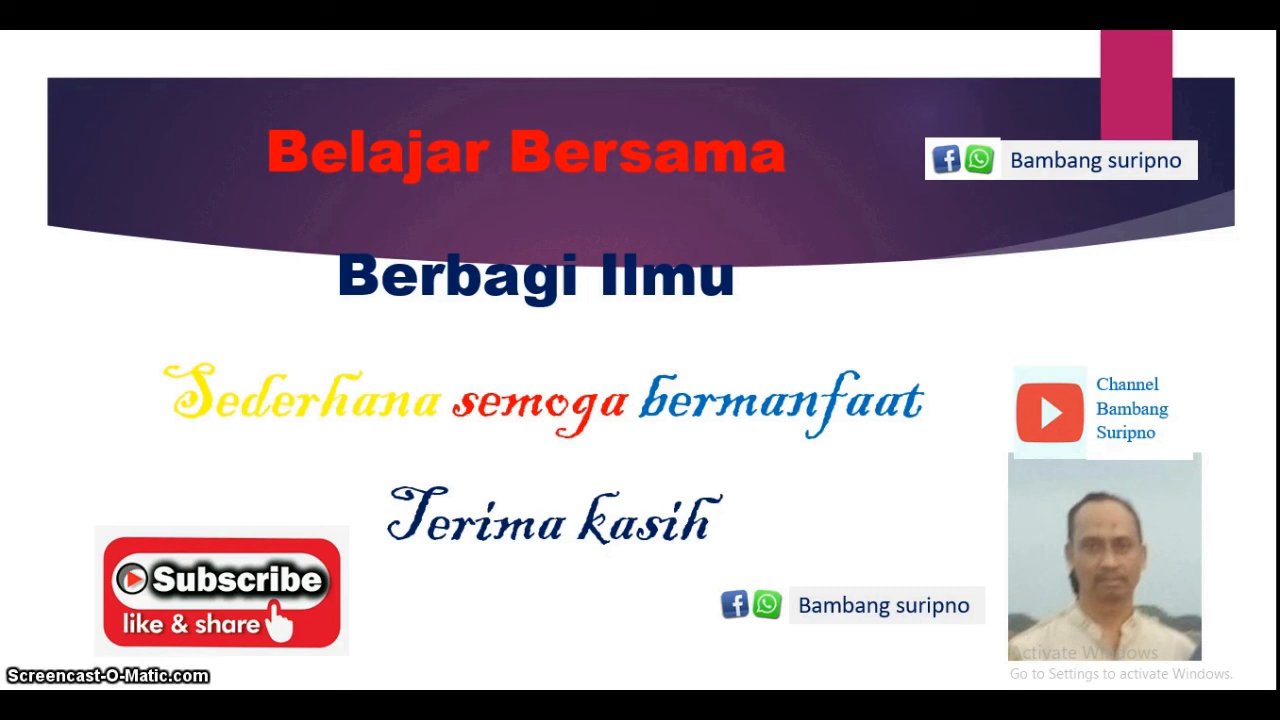 Belajar Bersama
Bambang suripno
Berbagi Ilmu
Sederhana semoga bermanfaat
Channel
Bambang
Suripno
Terima kasih
Subscribe
like & share
Bambang suripno
Activate Windows
Go to Settings to activate Windows.
Screencast-O-Matic.com